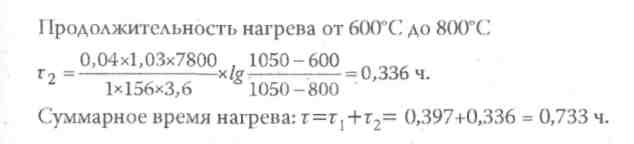 Продолжительность нагрева от 600°С до 800°С
τ₂ = 0,04×1,03×7800 / 1×156×3,6 ×lg 1050 – 600 / 1050 – 800 = 0,336 ч.
Суммарное время нагрева: τ=τ₁+τ₂= 0,397+0,336 = 0,733 ч.